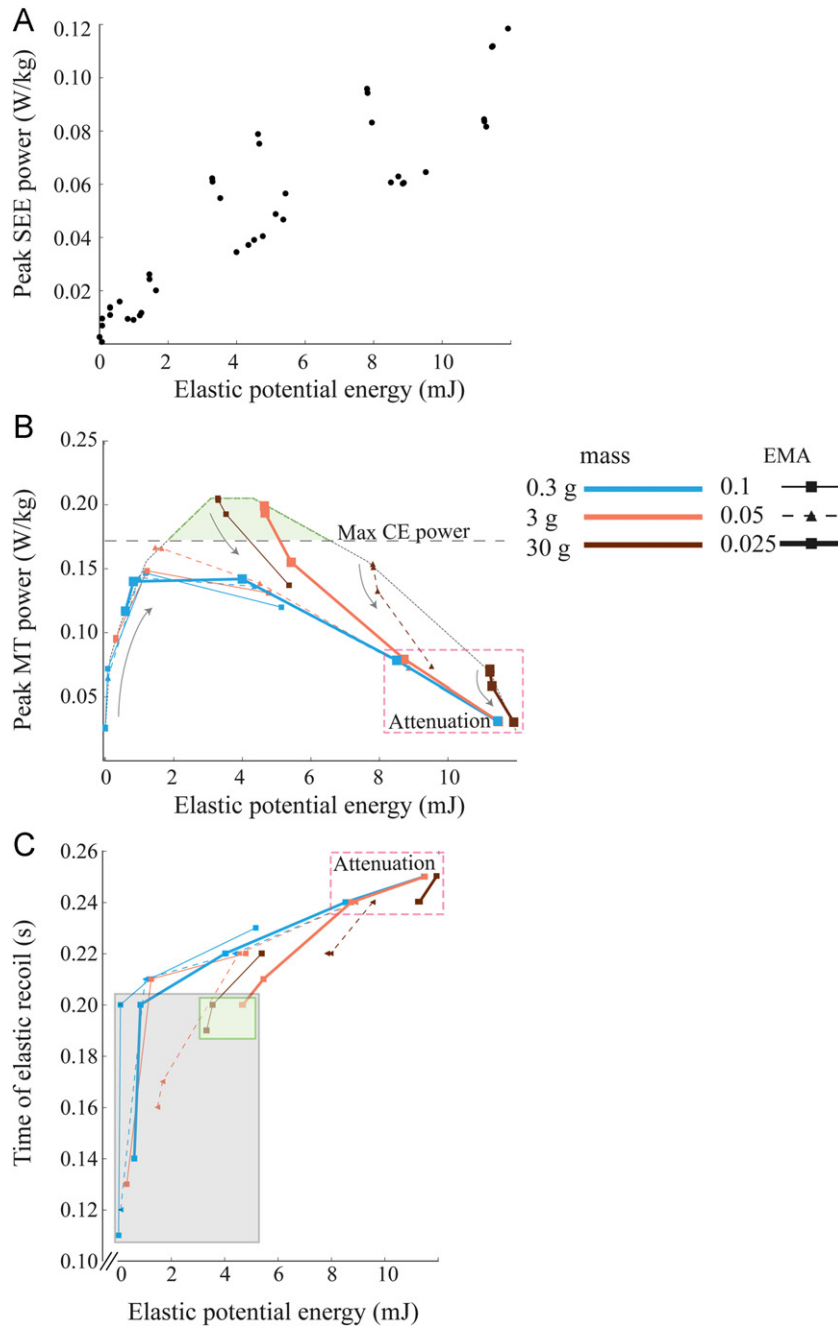 A
Peak SEE power (W/kg)
0.12
0.10
0.08
0.06
0.04
0.02
0 2 4 6 8 10
Elastic potential energy (mJ)
B
Peak MT power (W/kg)
0.25
0.20
0.15
0.10
0.05
Max CE power
Attenuation
0 2 4 6 8 10
Elastic potential energy (mJ)
mass EMA
0.3 g 0.1
3 g 0.05
30 g 0.025
C
Time of elastic recoil (s)
0.26
0.24
0.22
0.20
0.18
0.16
0.14
0.12
0.10
Attenuation
0 2 4 6 8 10
Elastic potential energy (mJ)